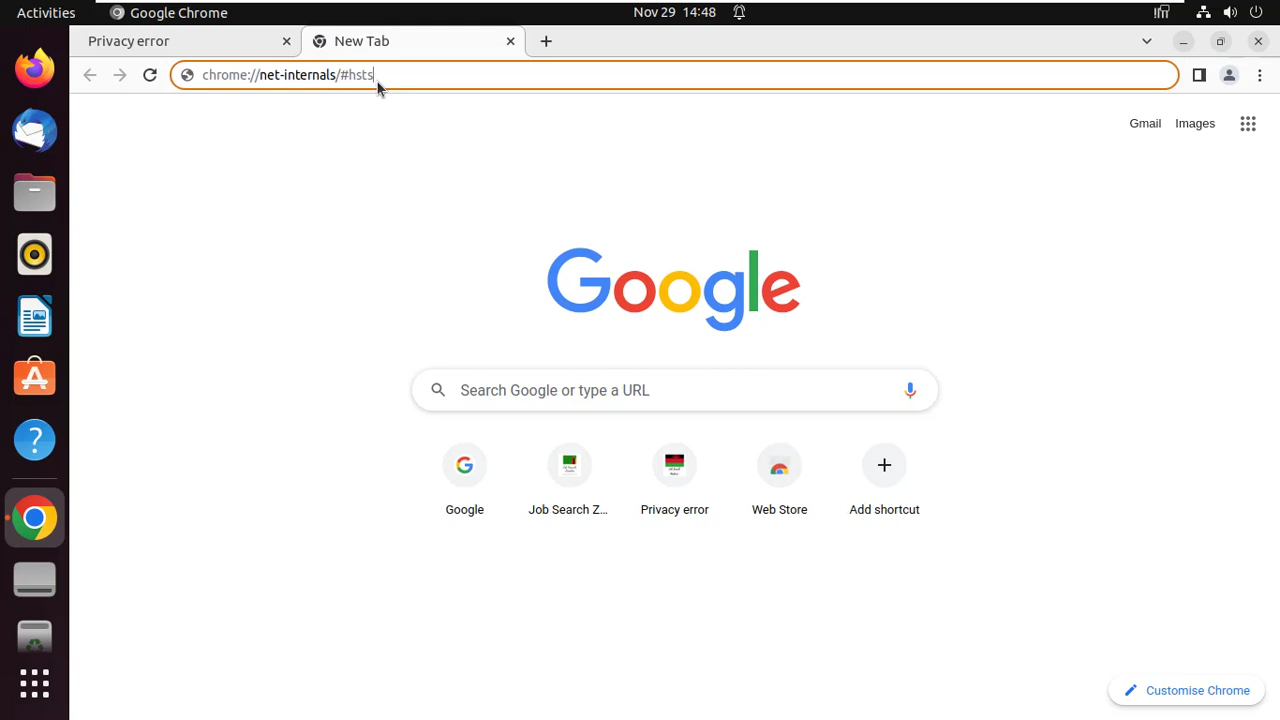 Activities
Google Chrome
Nov 29 14:48
Privacy error
New Tab
chrome://net-internals/#hsts
Gmail
Images
Google
Search Google or type a URL
Google
Job Search Z...
Privacy error
Web Store
Add shortcut
Customise Chrome